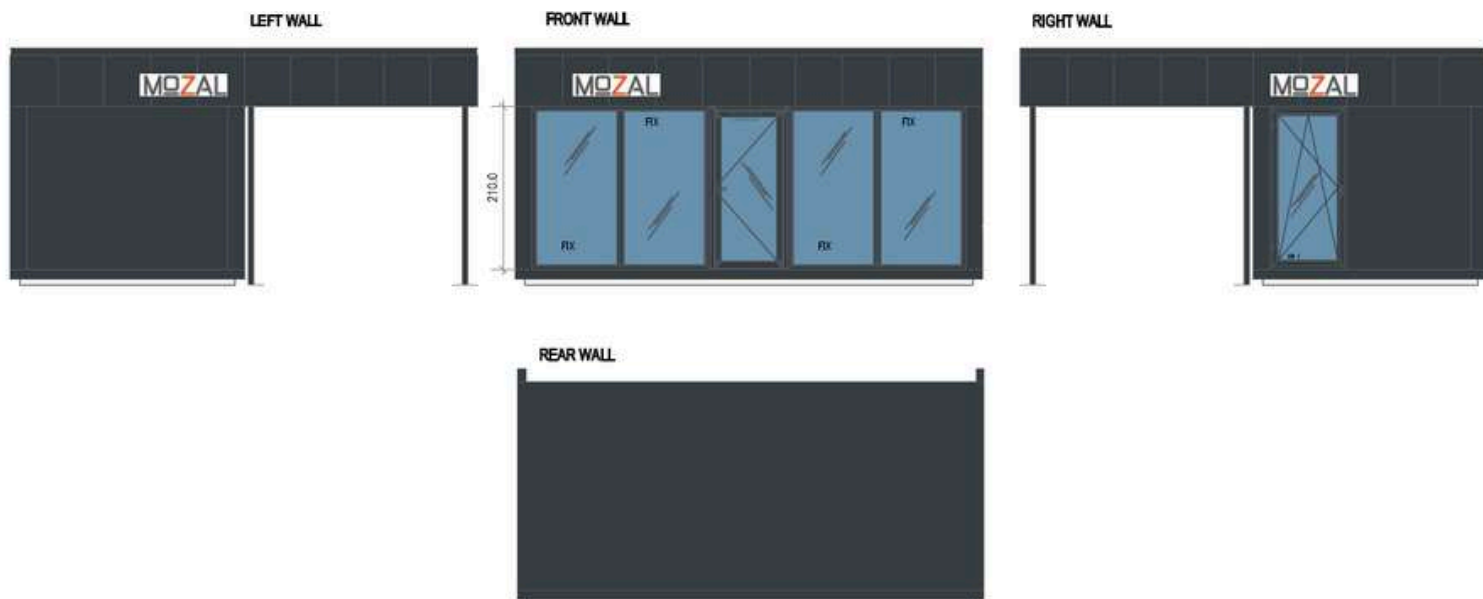 LEFT WALL
FRONT WALL
RIGHT WALL
MOZAL
MOZAL
MOZAL
FIX
FIX
210.0
FIX
FIX
REAR WALL